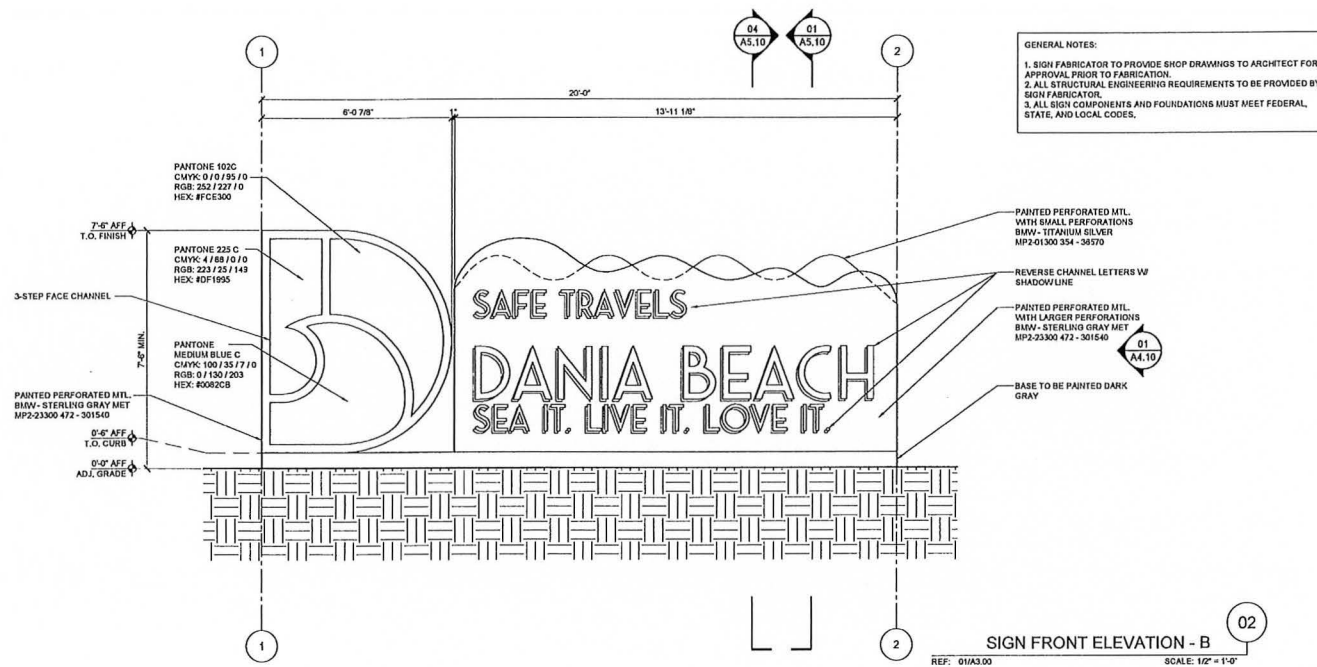 04
A5.10
01
A5.10
1
2
20'-0"
6'-0 7/8"
1"
13'-11 1/8"
GENERAL NOTES:
1. SIGN FABRICATOR TO PROVIDE SHOP DRAWINGS TO ARCHITECT FOR
APPROVAL PRIOR TO FABRICATION.
2. ALL STRUCTURAL ENGINEERING REQUIREMENTS TO BE PROVIDED BY
SIGN FABRICATOR.
3. ALL SIGN COMPONENTS AND FOUNDATIONS MUST MEET FEDERAL,
STATE, AND LOCAL CODES.
PANTONE 102C
CMYK: 0 / 0 / 95 / 0
RGB: 252 / 227 / 0
HEX: #FCE300
7'-6" AFF
T.O. FINISH
PANTONE 225 C
CMYK: 4 / 88 / 0 / 0
RGB: 223 / 25 / 149
HEX: #DF1995
3-STEP FACE CHANNEL
7'-6" MIN.
PANTONE
MEDIUM BLUE C
CMYK: 100 / 35 / 7 / 0
RGB: 0 / 130 / 203
HEX: #0082CB
PAINTED PERFORATED MTL.
BMW - STERLING GRAY MET
MP2-23300 472 - 301540
0'-6" AFF
T.O. CURB
0'-0" AFF
ADJ. GRADE
SAFE TRAVELS
DANIA BEACH
SEA IT. LIVE IT. LOVE IT.
PAINTED PERFORATED MTL.
WITH SMALL PERFORATIONS
BMW - TITANIUM SILVER
MP2-01300 354 - 36570
REVERSE CHANNEL LETTERS W/
SHADOW LINE
PAINTED PERFORATED MTL.
WITH LARGER PERFORATIONS
BMW - STERLING GRAY MET
MP2-23300 472 - 301540
01
A4.10
BASE TO BE PAINTED DARK
GRAY
1
2
SIGN FRONT ELEVATION - B
02
REF: 01/A3.00
SCALE: 1/2" = 1'-0"